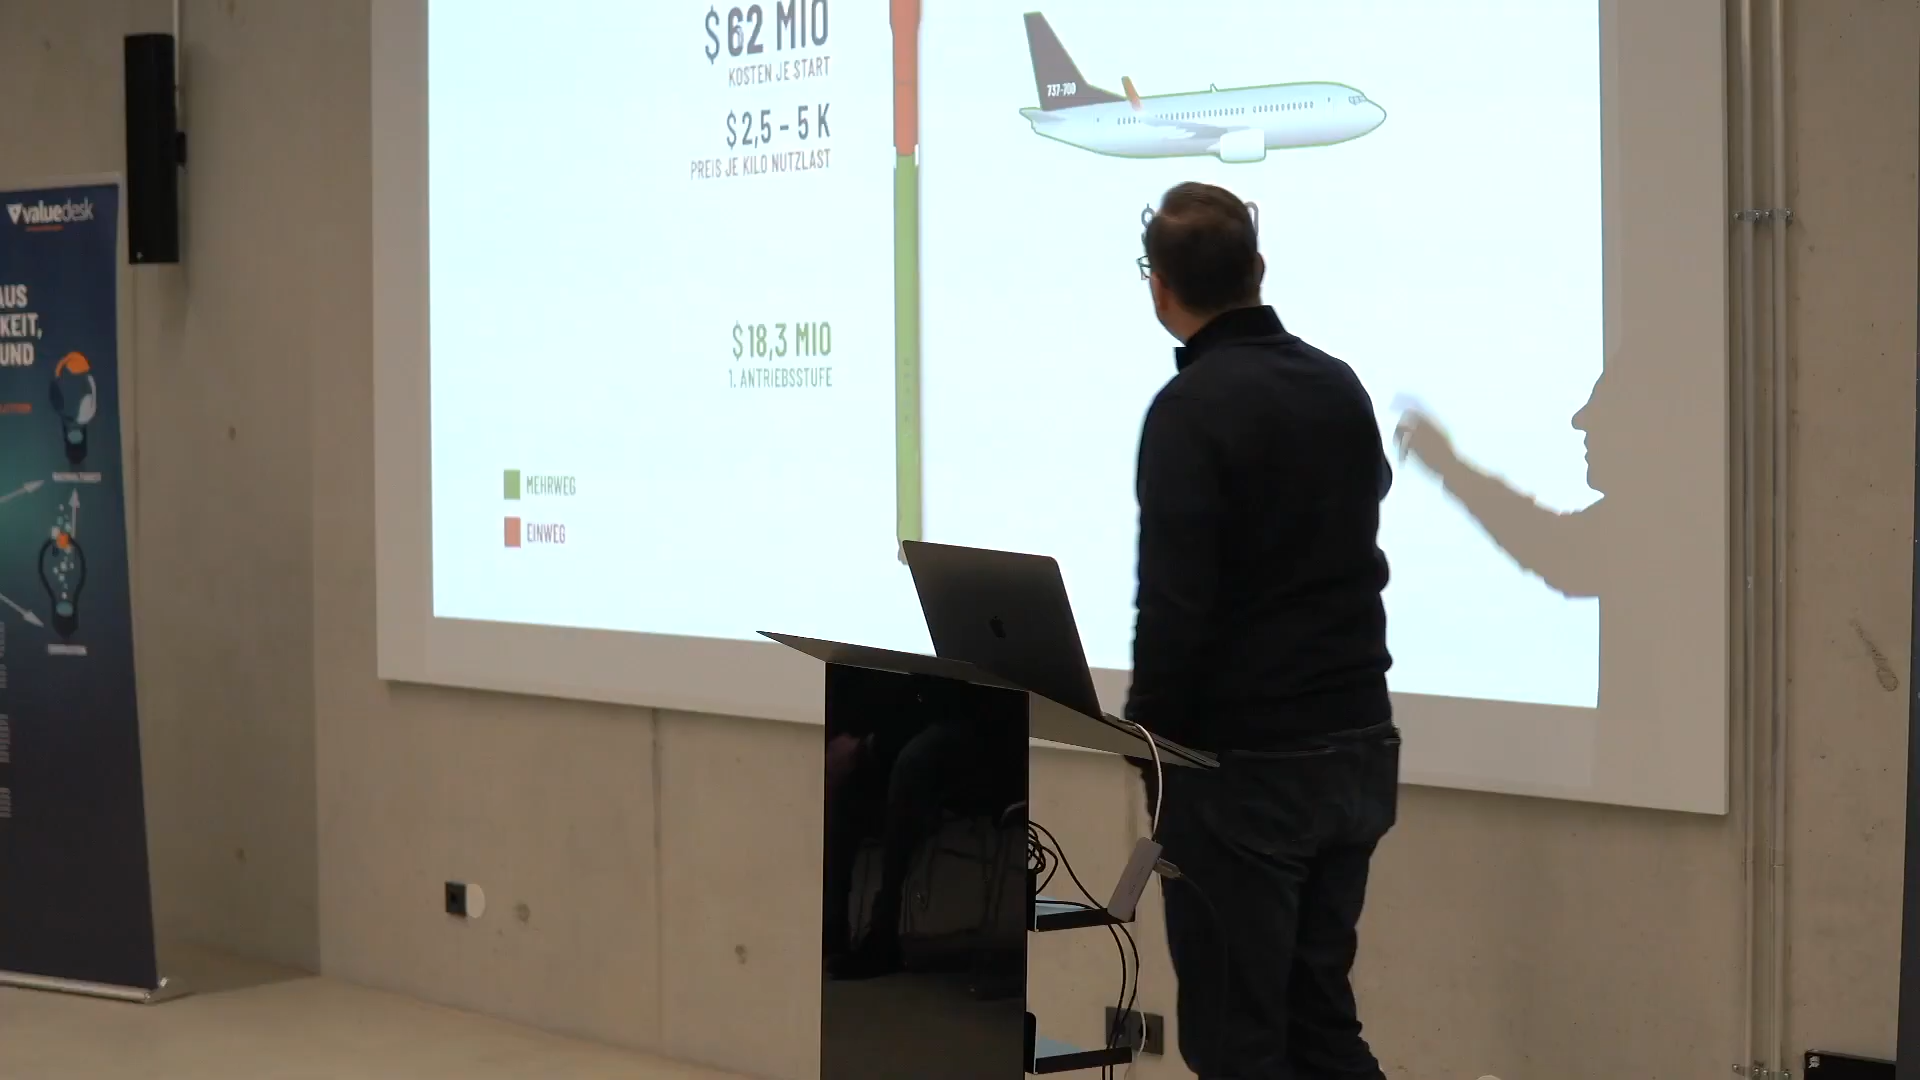 $62 MIO
KOSTEN JE START
$2,5 – 5 K
PREIS JE KILO NUTZLAST
$18,3 MIO
1. ANTRIEBSSTUFE
MEHRWEG
EINWEG
737-700
$
valuedesk
AUS
KEIT,
UND